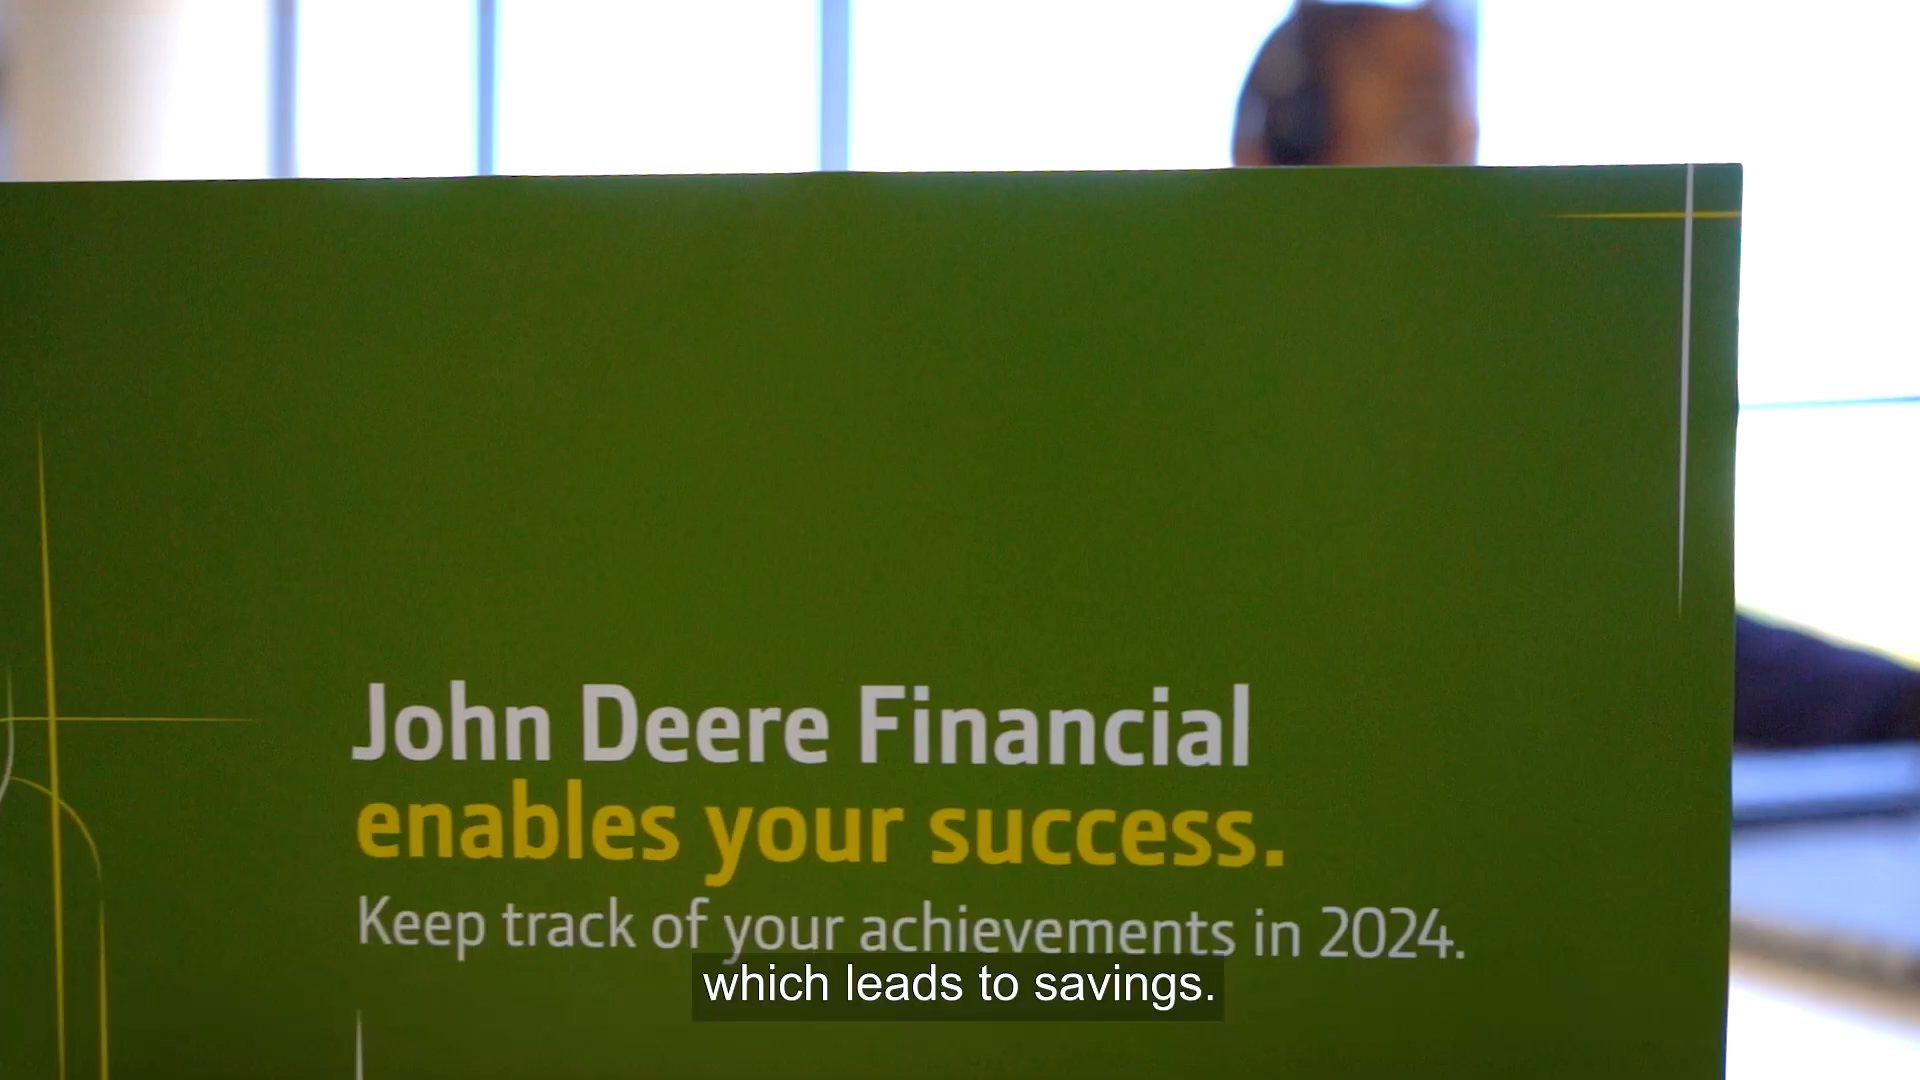 John Deere Financial
enables your success.
Keep track of your achievements in 2024.
which leads to savings.